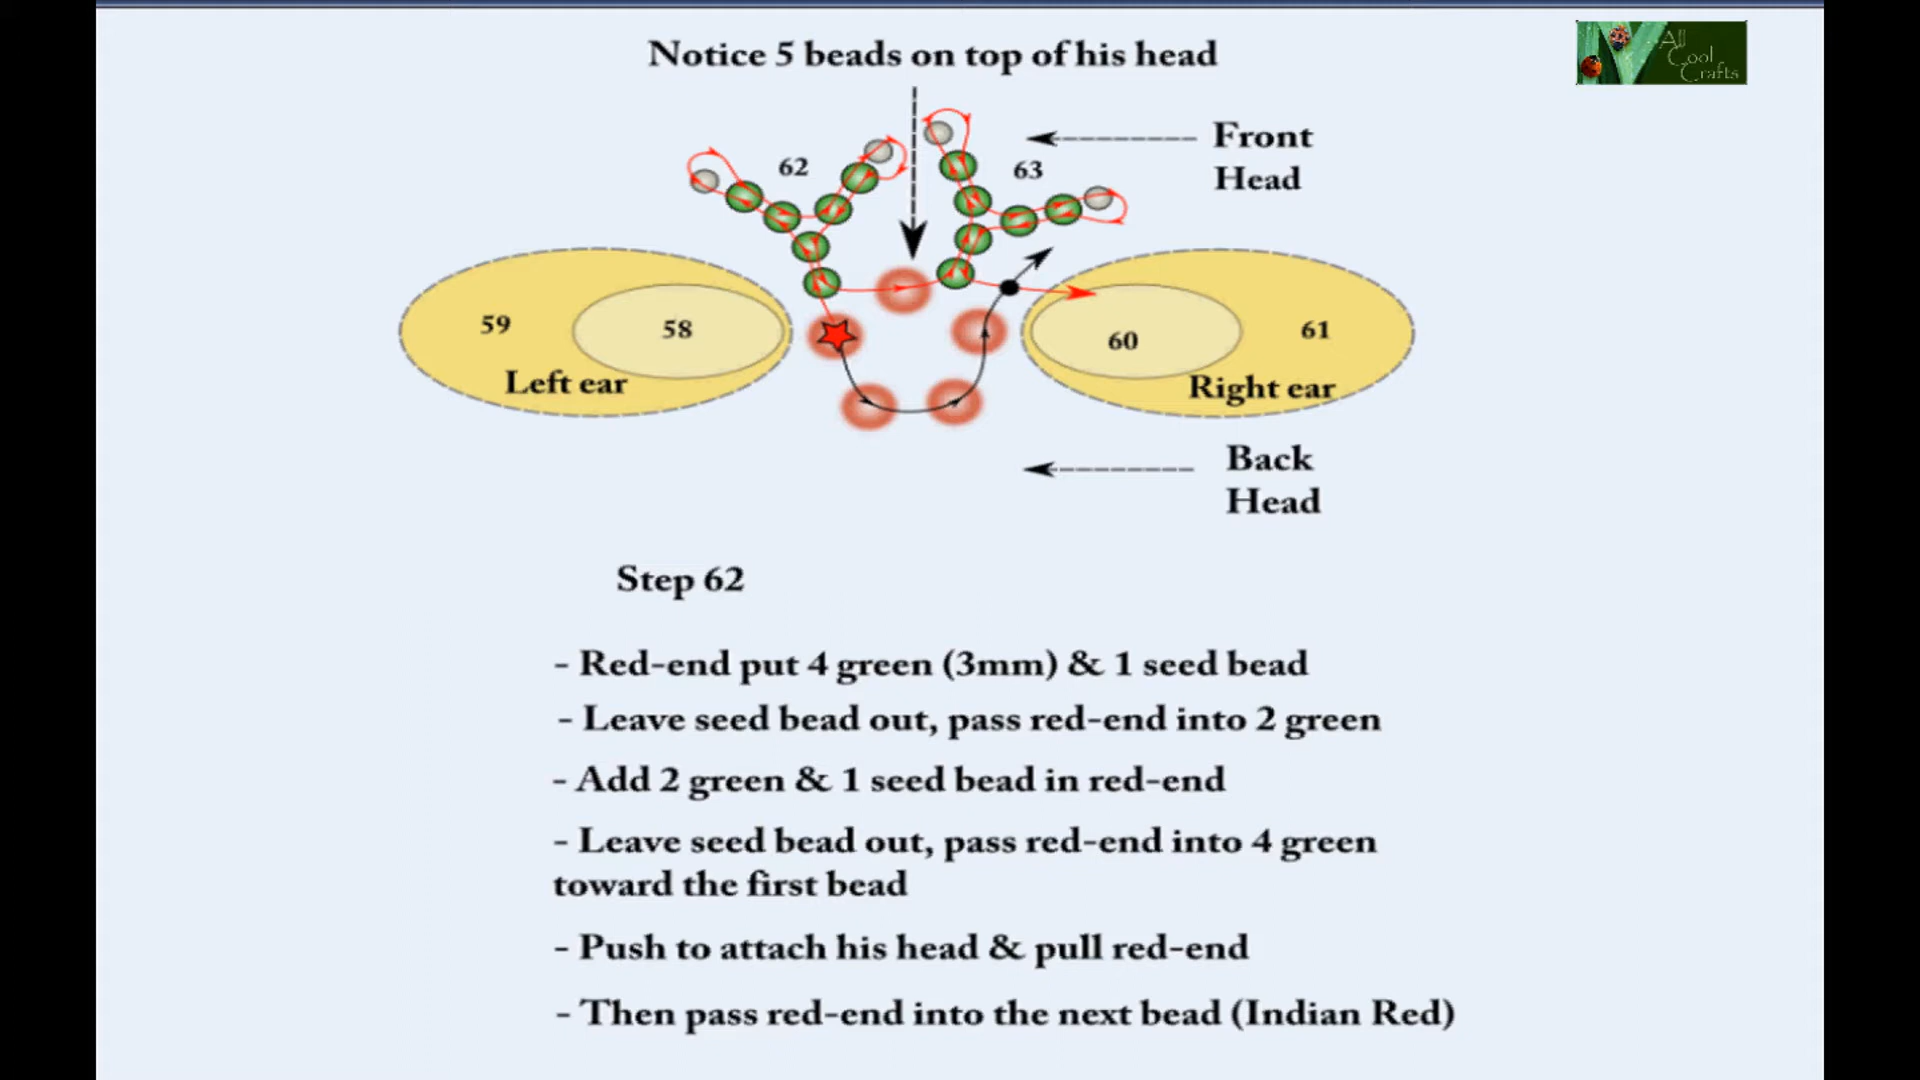 Notice 5 beads on top of his head
All
Cool
Crafts
Front
Head
62
63
59
58
Left ear
60
61
Right ear
Back
Head
Step 62
- Red-end put 4 green (3mm) & 1 seed bead
- Leave seed bead out, pass red-end into 2 green
- Add 2 green & 1 seed bead in red-end
- Leave seed bead out, pass red-end into 4 green
toward the first bead
- Push to attach his head & pull red-end
- Then pass red-end into the next bead (Indian Red)